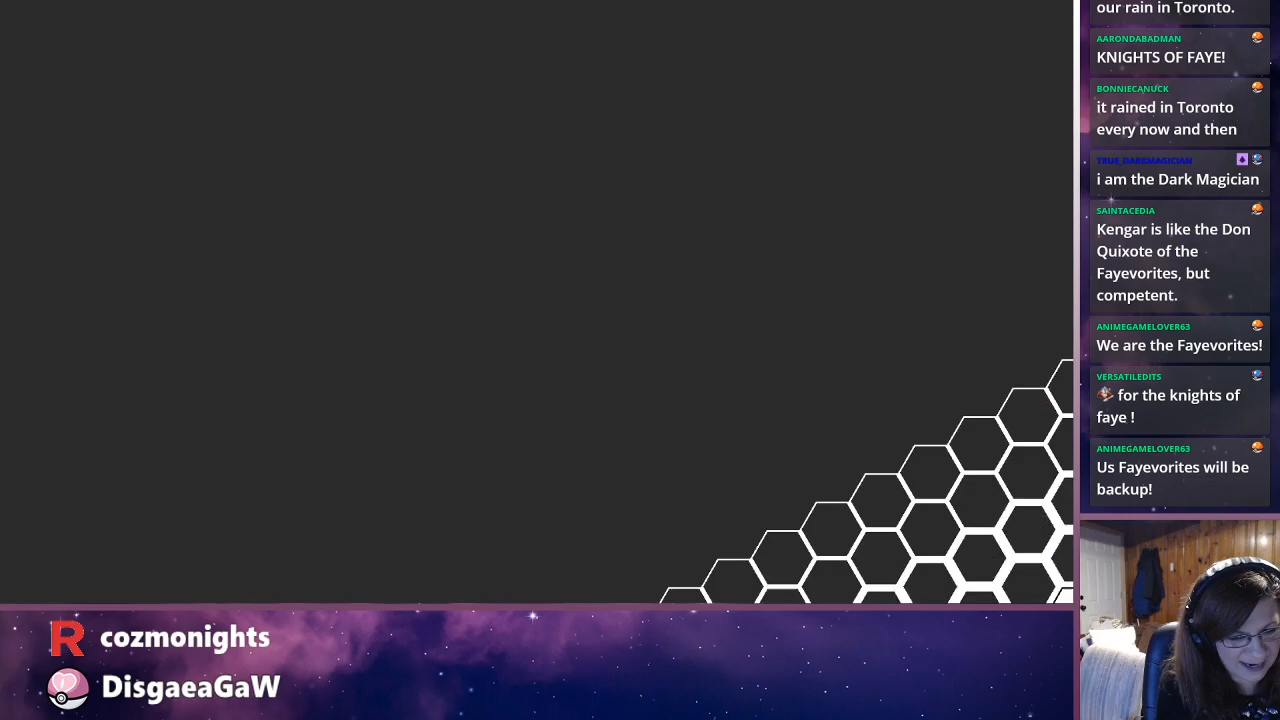 our rain in Toronto.
AARONDABADMAN
KNIGHTS OF FAYE!
BONNIECANUCK
it rained in Toronto
every now and then
TRUE_DARKMAGICIAN
i am the Dark Magician
SAINTACEDIA
Kengar is like the Don
Quixote of the
Fayevorites, but
competent.
ANIMEGAMELOVER63
We are the Fayevorites!
VERSATILEDITS
for the knights of
faye !
ANIMEGAMELOVER63
Us Fayevorites will be
backup!
R cozmonights
DisgaeaGaW